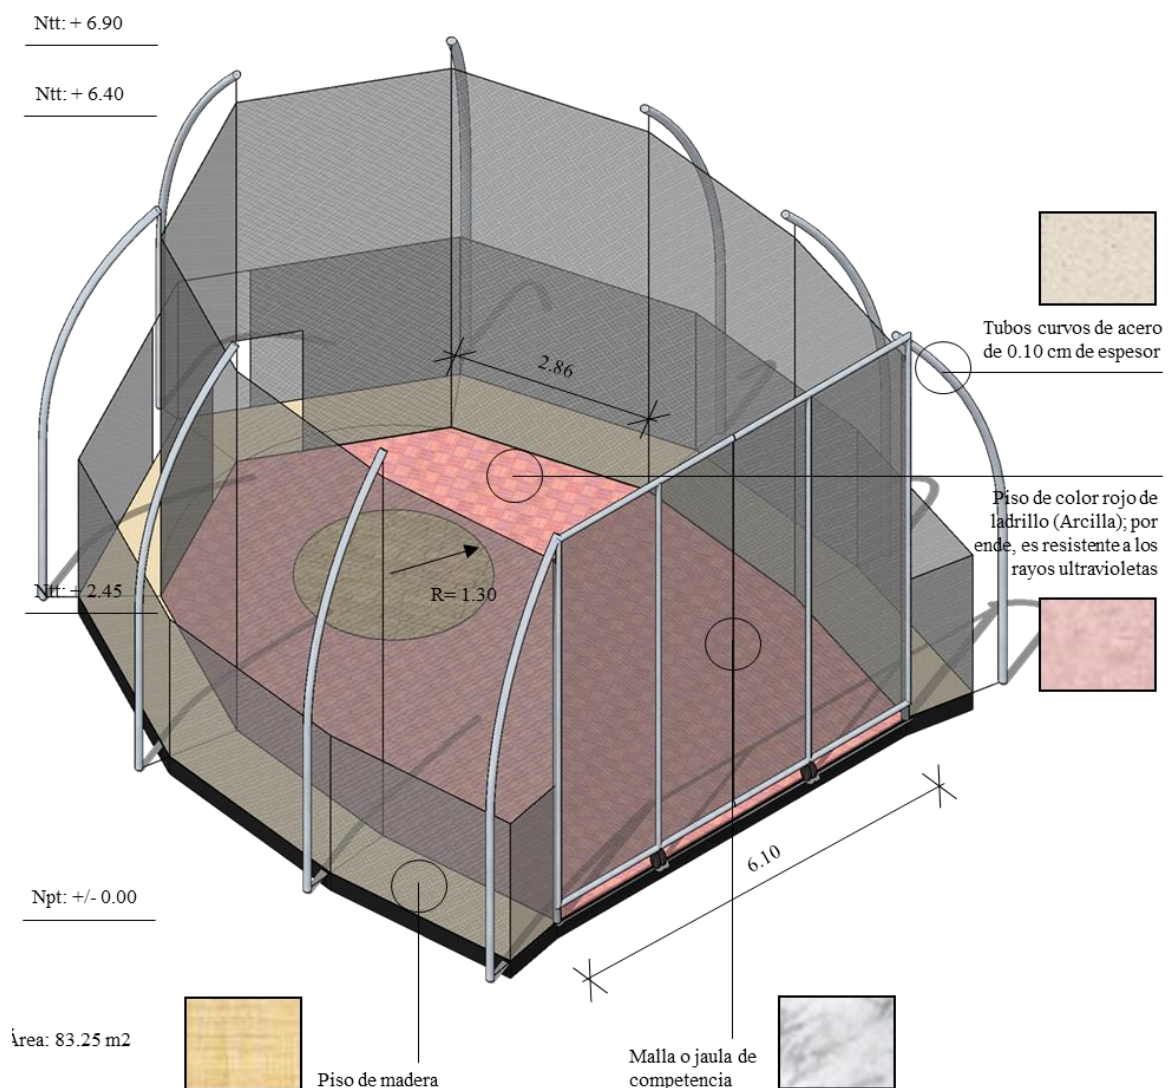 Ntt: + 6.90
Ntt: + 6.40
Tubos curvos de acero
de 0.10 cm de espesor
2.86
Piso de color rojo de
ladrillo (Arcilla); por
ende, es resistente a los
rayos ultravioletas
R= 1.30
Ntt: + 2.45
6.10
Npt: +/- 0.00
Área: 83.25 m2
Piso de madera
Malla o jaula de
competencia